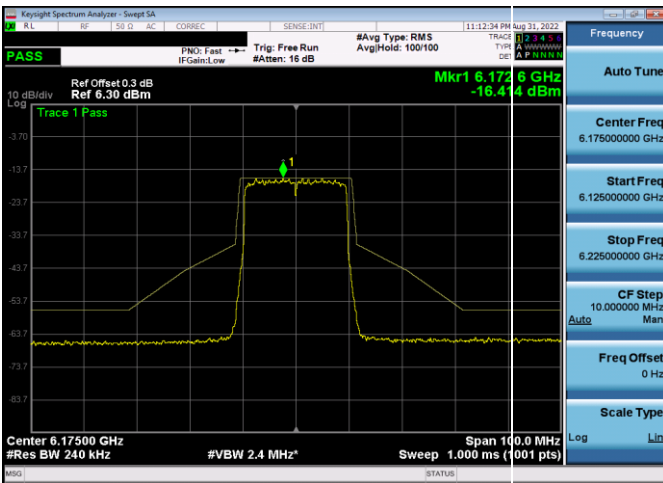 Keysight Spectrum Analyzer - Swept SA
RL RF 50 Ω AC CORREC SENSE:INT 11:12:34 PM Aug 31, 2022
#Avg Type: RMS
TRACE 1 2 3 4 5 6
PASS
PNO: Fast
IFGain:Low
Trig: Free Run
#Atten: 16 dB
Avg|Hold: 100/100
TYPE A WWWWW
DET A P N N N N
Mkr1 6.172 6 GHz
-16.414 dBm
Ref Offset 0.3 dB
Ref 6.30 dBm
10 dB/div
Log
Trace 1 Pass
-3.70
-13.7
-23.7
-33.7
-43.7
-53.7
-63.7
-73.7
-83.7
1
Center 6.17500 GHz
Span 100.0 MHz
#Res BW 240 kHz
#VBW 2.4 MHz*
Sweep 1.000 ms (1001 pts)
MSG
STATUS
Frequency
Auto Tune
Center Freq
6.175000000 GHz
Start Freq
6.125000000 GHz
Stop Freq
6.225000000 GHz
CF Step
10.000000 MHz
Auto Man
Freq Offset
0 Hz
Scale Type
Log Lin